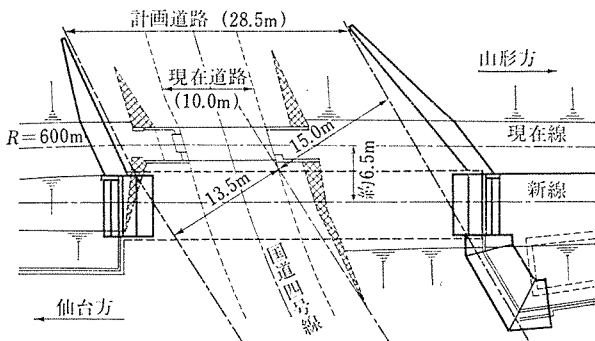 計画道路 (28.5m)
山形方
現在道路
(10.0m)
R=600m
現在線
15.0m
13.5m
約6.5m
新線
国道四号線
仙台方